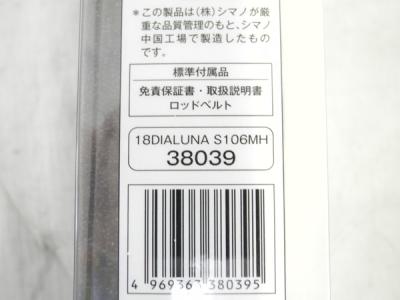 ＊この製品は(株)シマノが厳
重な品質管理のもと、シマノ
中国工場で製造したもの
です。
標準付属品
免責保証書・取扱説明書
ロッドベルト
18DIALUNA S106MH
38039
4 969363 380395